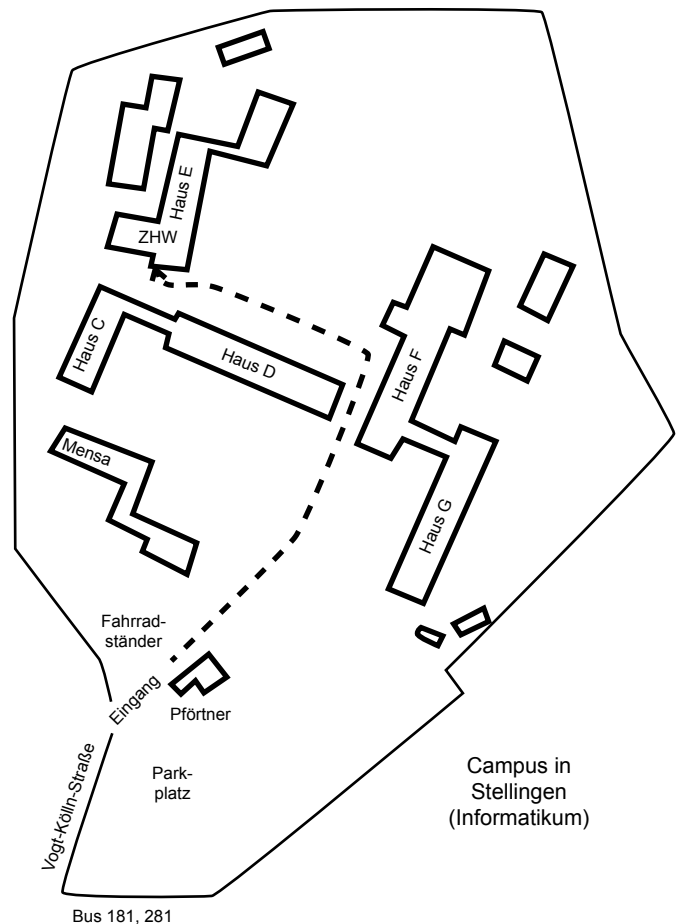 Haus E
ZHW
Haus C
Haus D
Haus F
Mensa
Haus G
Fahrrad-
ständer
Eingang
Pförtner
Vogt-Kölln-Straße
Park-
platz
Campus in
Stellingen
(Informatikum)
Bus 181, 281